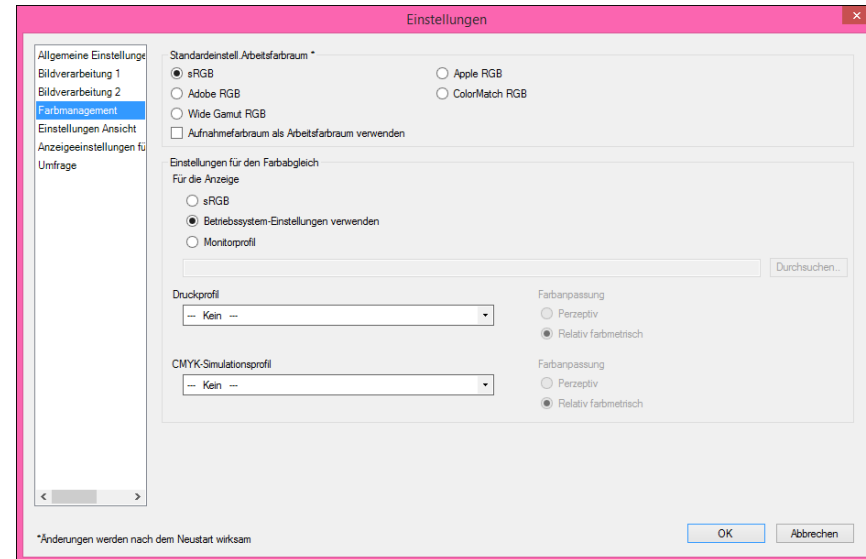 Einstellungen
Allgemeine Einstellunge
Bildverarbeitung 1
Bildverarbeitung 2
Farbmanagement
Einstellungen Ansicht
Anzeigeeinstellungen fü
Umfrage
Standardeinstell.Arbeitsfarbraum *
sRGB
Apple RGB
Adobe RGB
ColorMatch RGB
Wide Gamut RGB
Aufnahmefarbraum als Arbeitsfarbraum verwenden
Einstellungen für den Farbabgleich
Für die Anzeige
sRGB
Betriebssystem-Einstellungen verwenden
Monitorprofil
Durchsuchen..
Druckprofil
Farbanpassung
--- Kein ---
Perzeptiv
Relativ farbmetrisch
CMYK-Simulationsprofil
Farbanpassung
--- Kein ---
Perzeptiv
Relativ farbmetrisch
*Änderungen werden nach dem Neustart wirksam
OK
Abbrechen